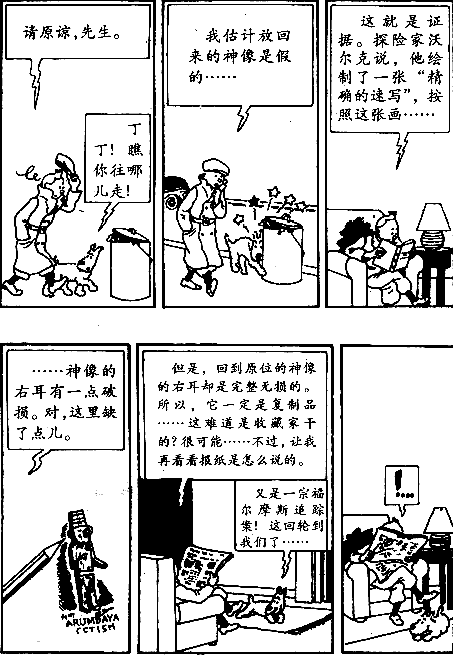 请原谅,先生。
丁
丁!瞧
你往哪
儿走!
我估计放回
来的神像是假
的……
这就是证
据。探险家沃
尔克说,他绘
制了一张“精
确的速写”,按
照这张画……
……神像的
右耳有一点破
损。对,这里缺
了点儿。
ARUMBAYA
FETISH
但是,回到原位的神像
的右耳却是完整无损的。
所以,它一定是复制品
……这难道是收藏家干
的?很可能……不过,让我
再看看报纸是怎么说的。
又是一宗福
尔摩斯追踪
案!这回轮到
我们了……
!....